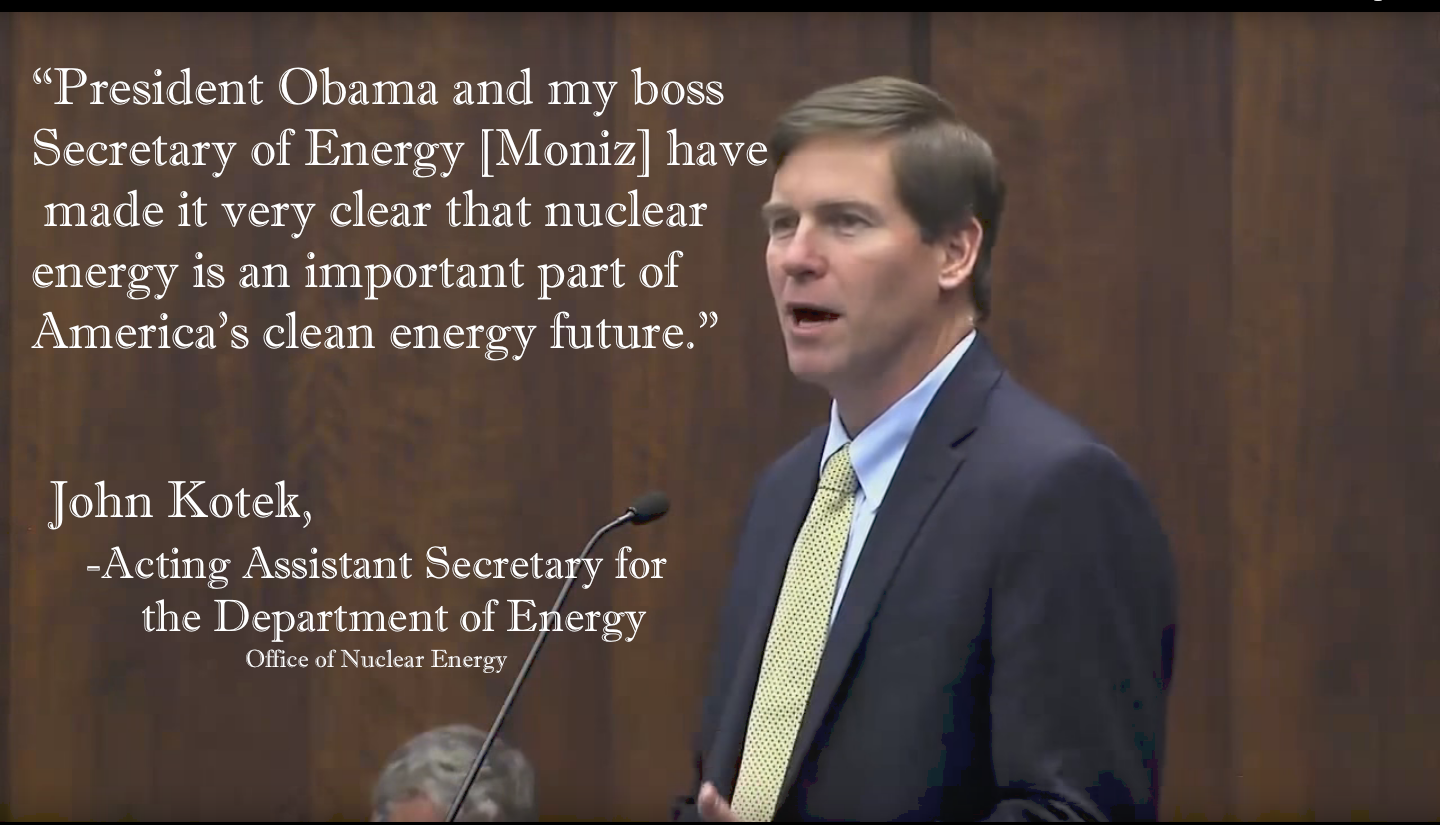 “President Obama and my boss
Secretary of Energy [Moniz] have
made it very clear that nuclear
energy is an important part of
America’s clean energy future.”
John Kotek,
-Acting Assistant Secretary for
the Department of Energy
Office of Nuclear Energy